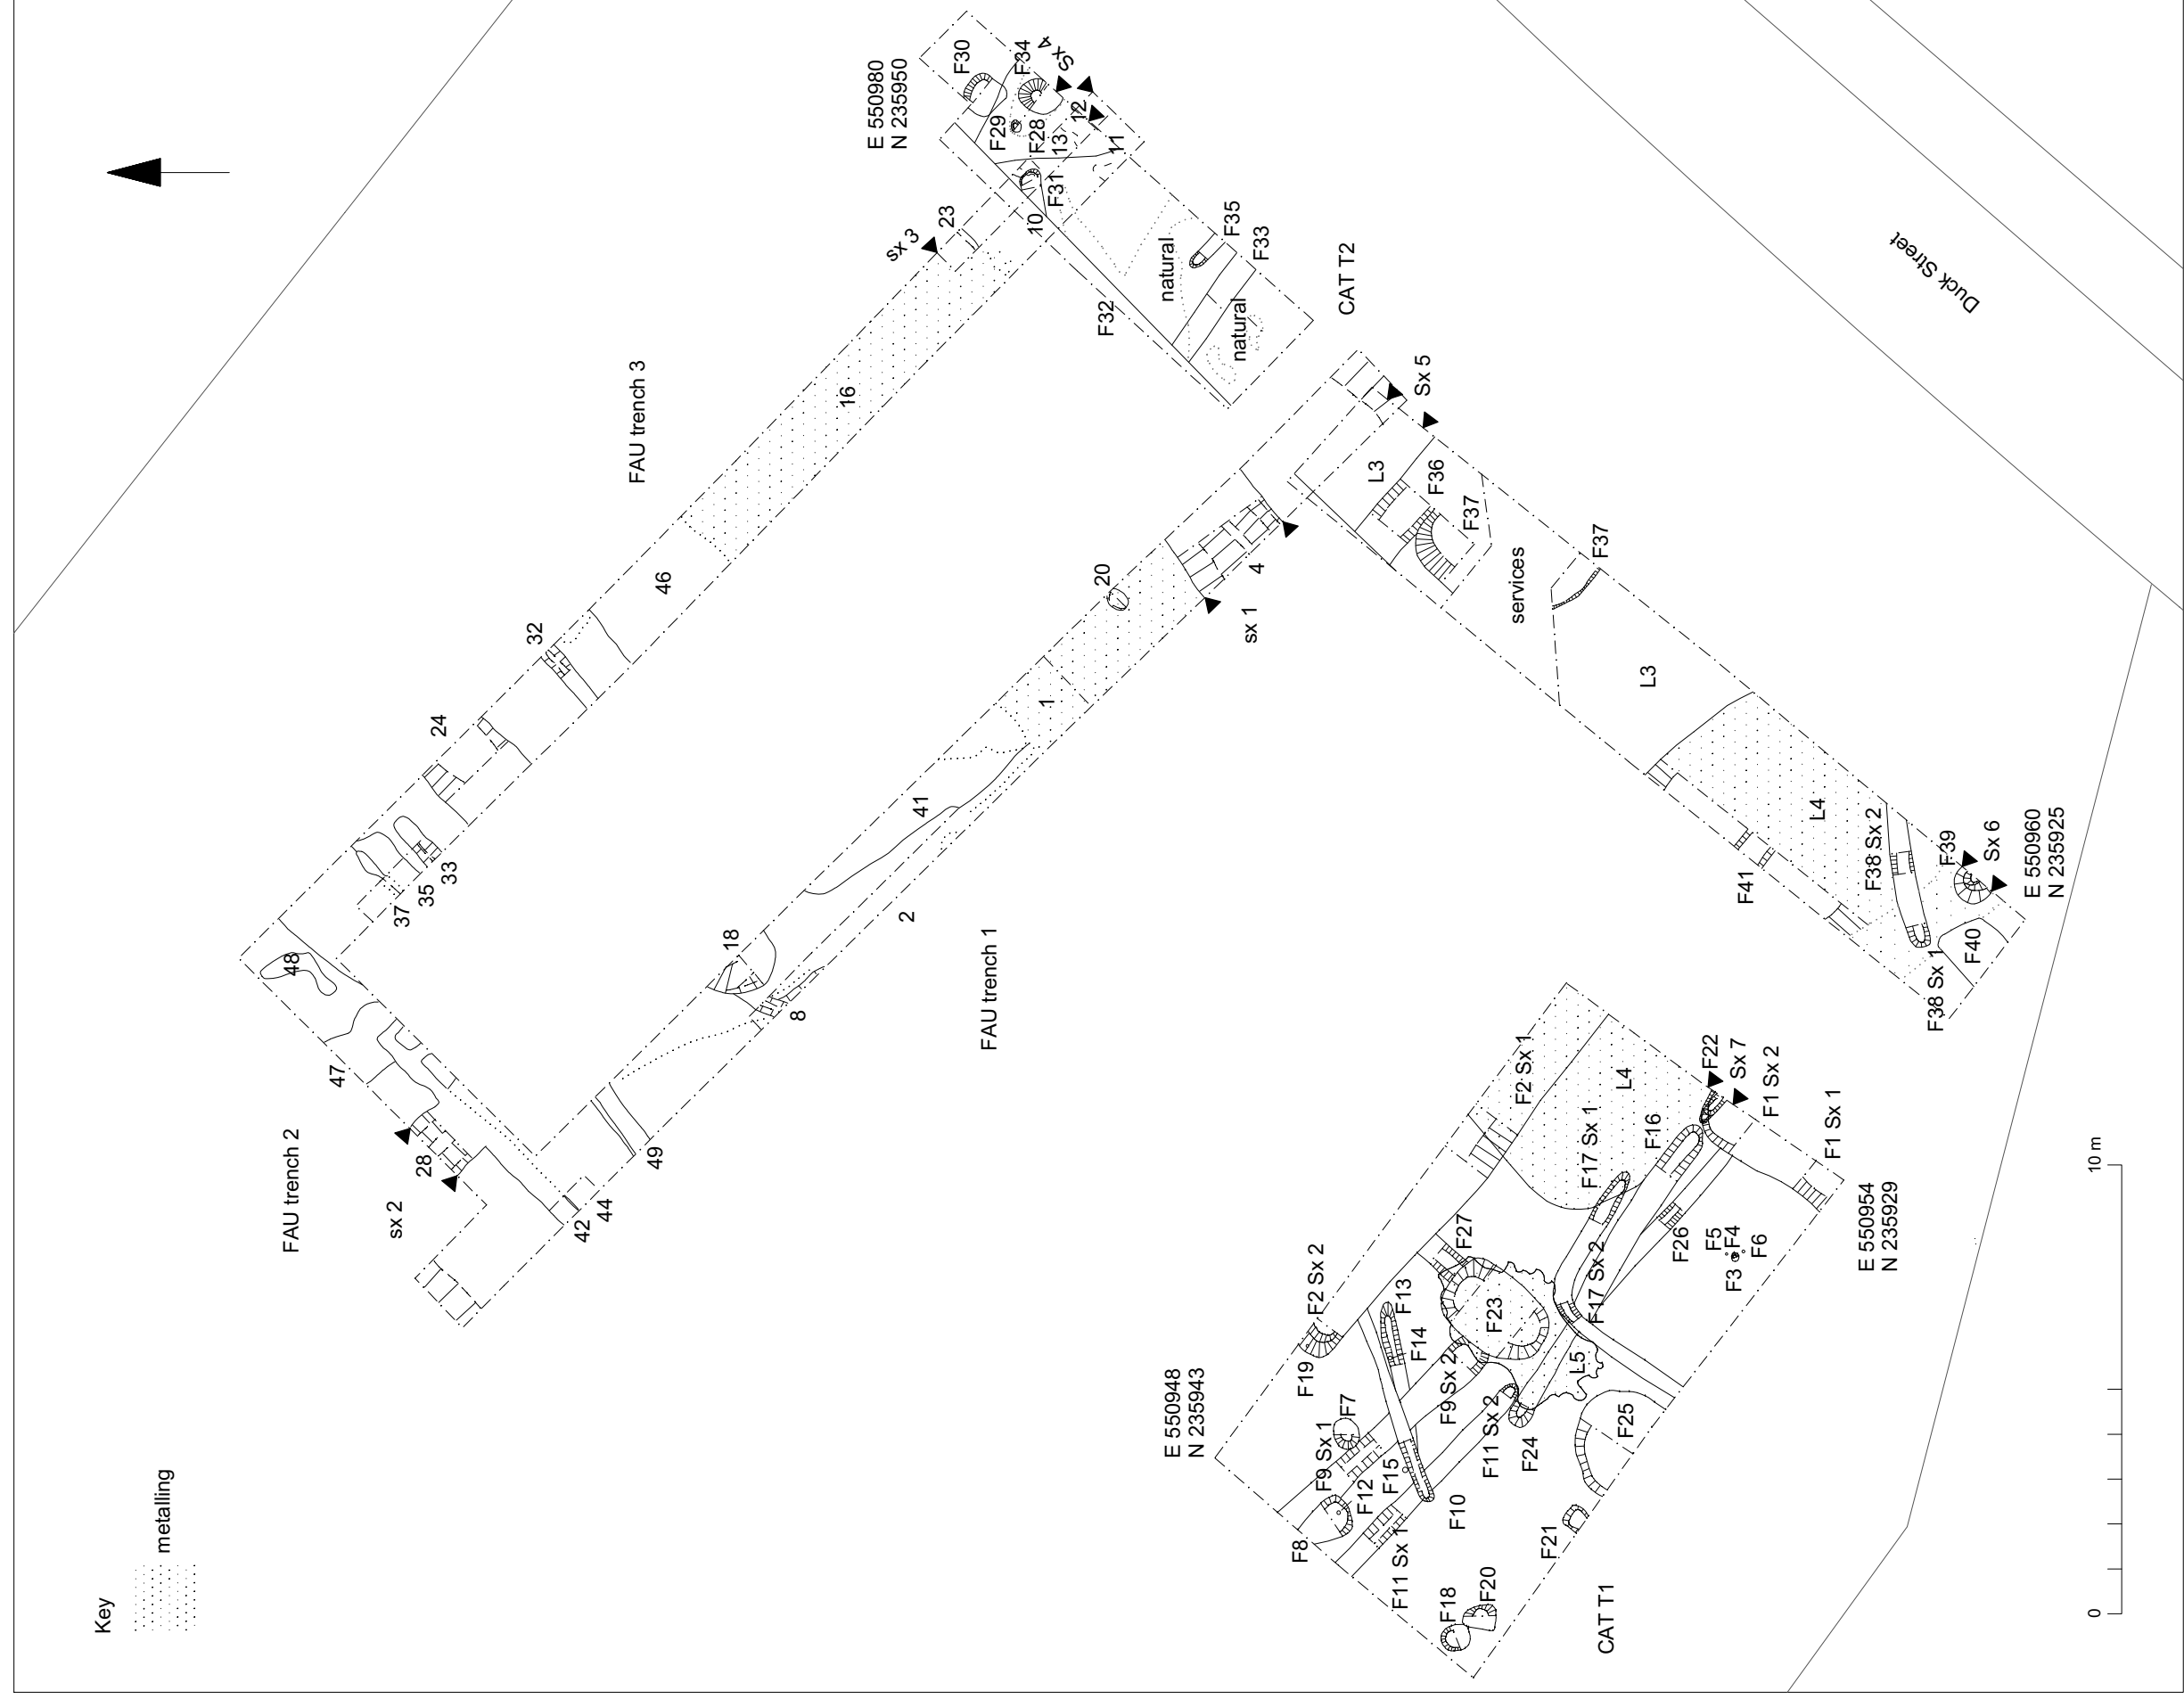 Key
metalling
FAU trench 2
sx 2
28
47
48
42
44
49
37
35
33
24
32
46
FAU trench 3
16
sx 3
23
10
E 550980
N 235950
F30
F34
Sx 4
12
F29
F28
13
11
F31
F32
natural
natural
F35
F33
CAT T2
18
8
2
41
FAU trench 1
1
20
4
sx 1
Sx 5
L3
F36
F37
services
F37
L3
L4
F41
F38 Sx 2
F38 Sx 1
F39
Sx 6
F40
E 550960
N 235925
Duck Street
E 550948
N 235943
F19
F2 Sx 2
F2 Sx 1
F27
F13
F14
F7
F9 Sx 1
F9 Sx 2
F12
F15
F8
F10
F11 Sx 1
F11 Sx 2
F23
F24
L5
F25
F21
F18
F20
F17 Sx 1
F17 Sx 2
F16
L4
F22
Sx 7
F1 Sx 2
F1 Sx 1
F26
F5
F4
F3
F6
E 550954
N 235929
CAT T1
0
10 m